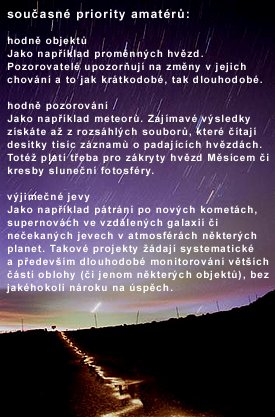 současné priority amatérů:
hodně objektů
Jako například proměnných hvězd.
Pozorovatelé upozorňují na změny v jejich
chování a to jak krátkodobé, tak dlouhodobé.
hodně pozorování
Jako například meteorů. Zajímavé výsledky
získáte až z rozsáhlých souborů, které čítají
desítky tisíc záznamů o padajících hvězdách.
Totéž platí třeba pro zákryty hvězd Měsícem či
kresby sluneční fotosféry.
výjimečné jevy
Jako například pátrání po nových kometách,
supernovách ve vzdálených galaxií či
nečekaných jevech v atmosférách některých
planet. Takové projekty žádají systematické
a především dlouhodobé monitorování větších
částí oblohy (či jenom některých objektů), bez
jakéhokoli nároku na úspěch.